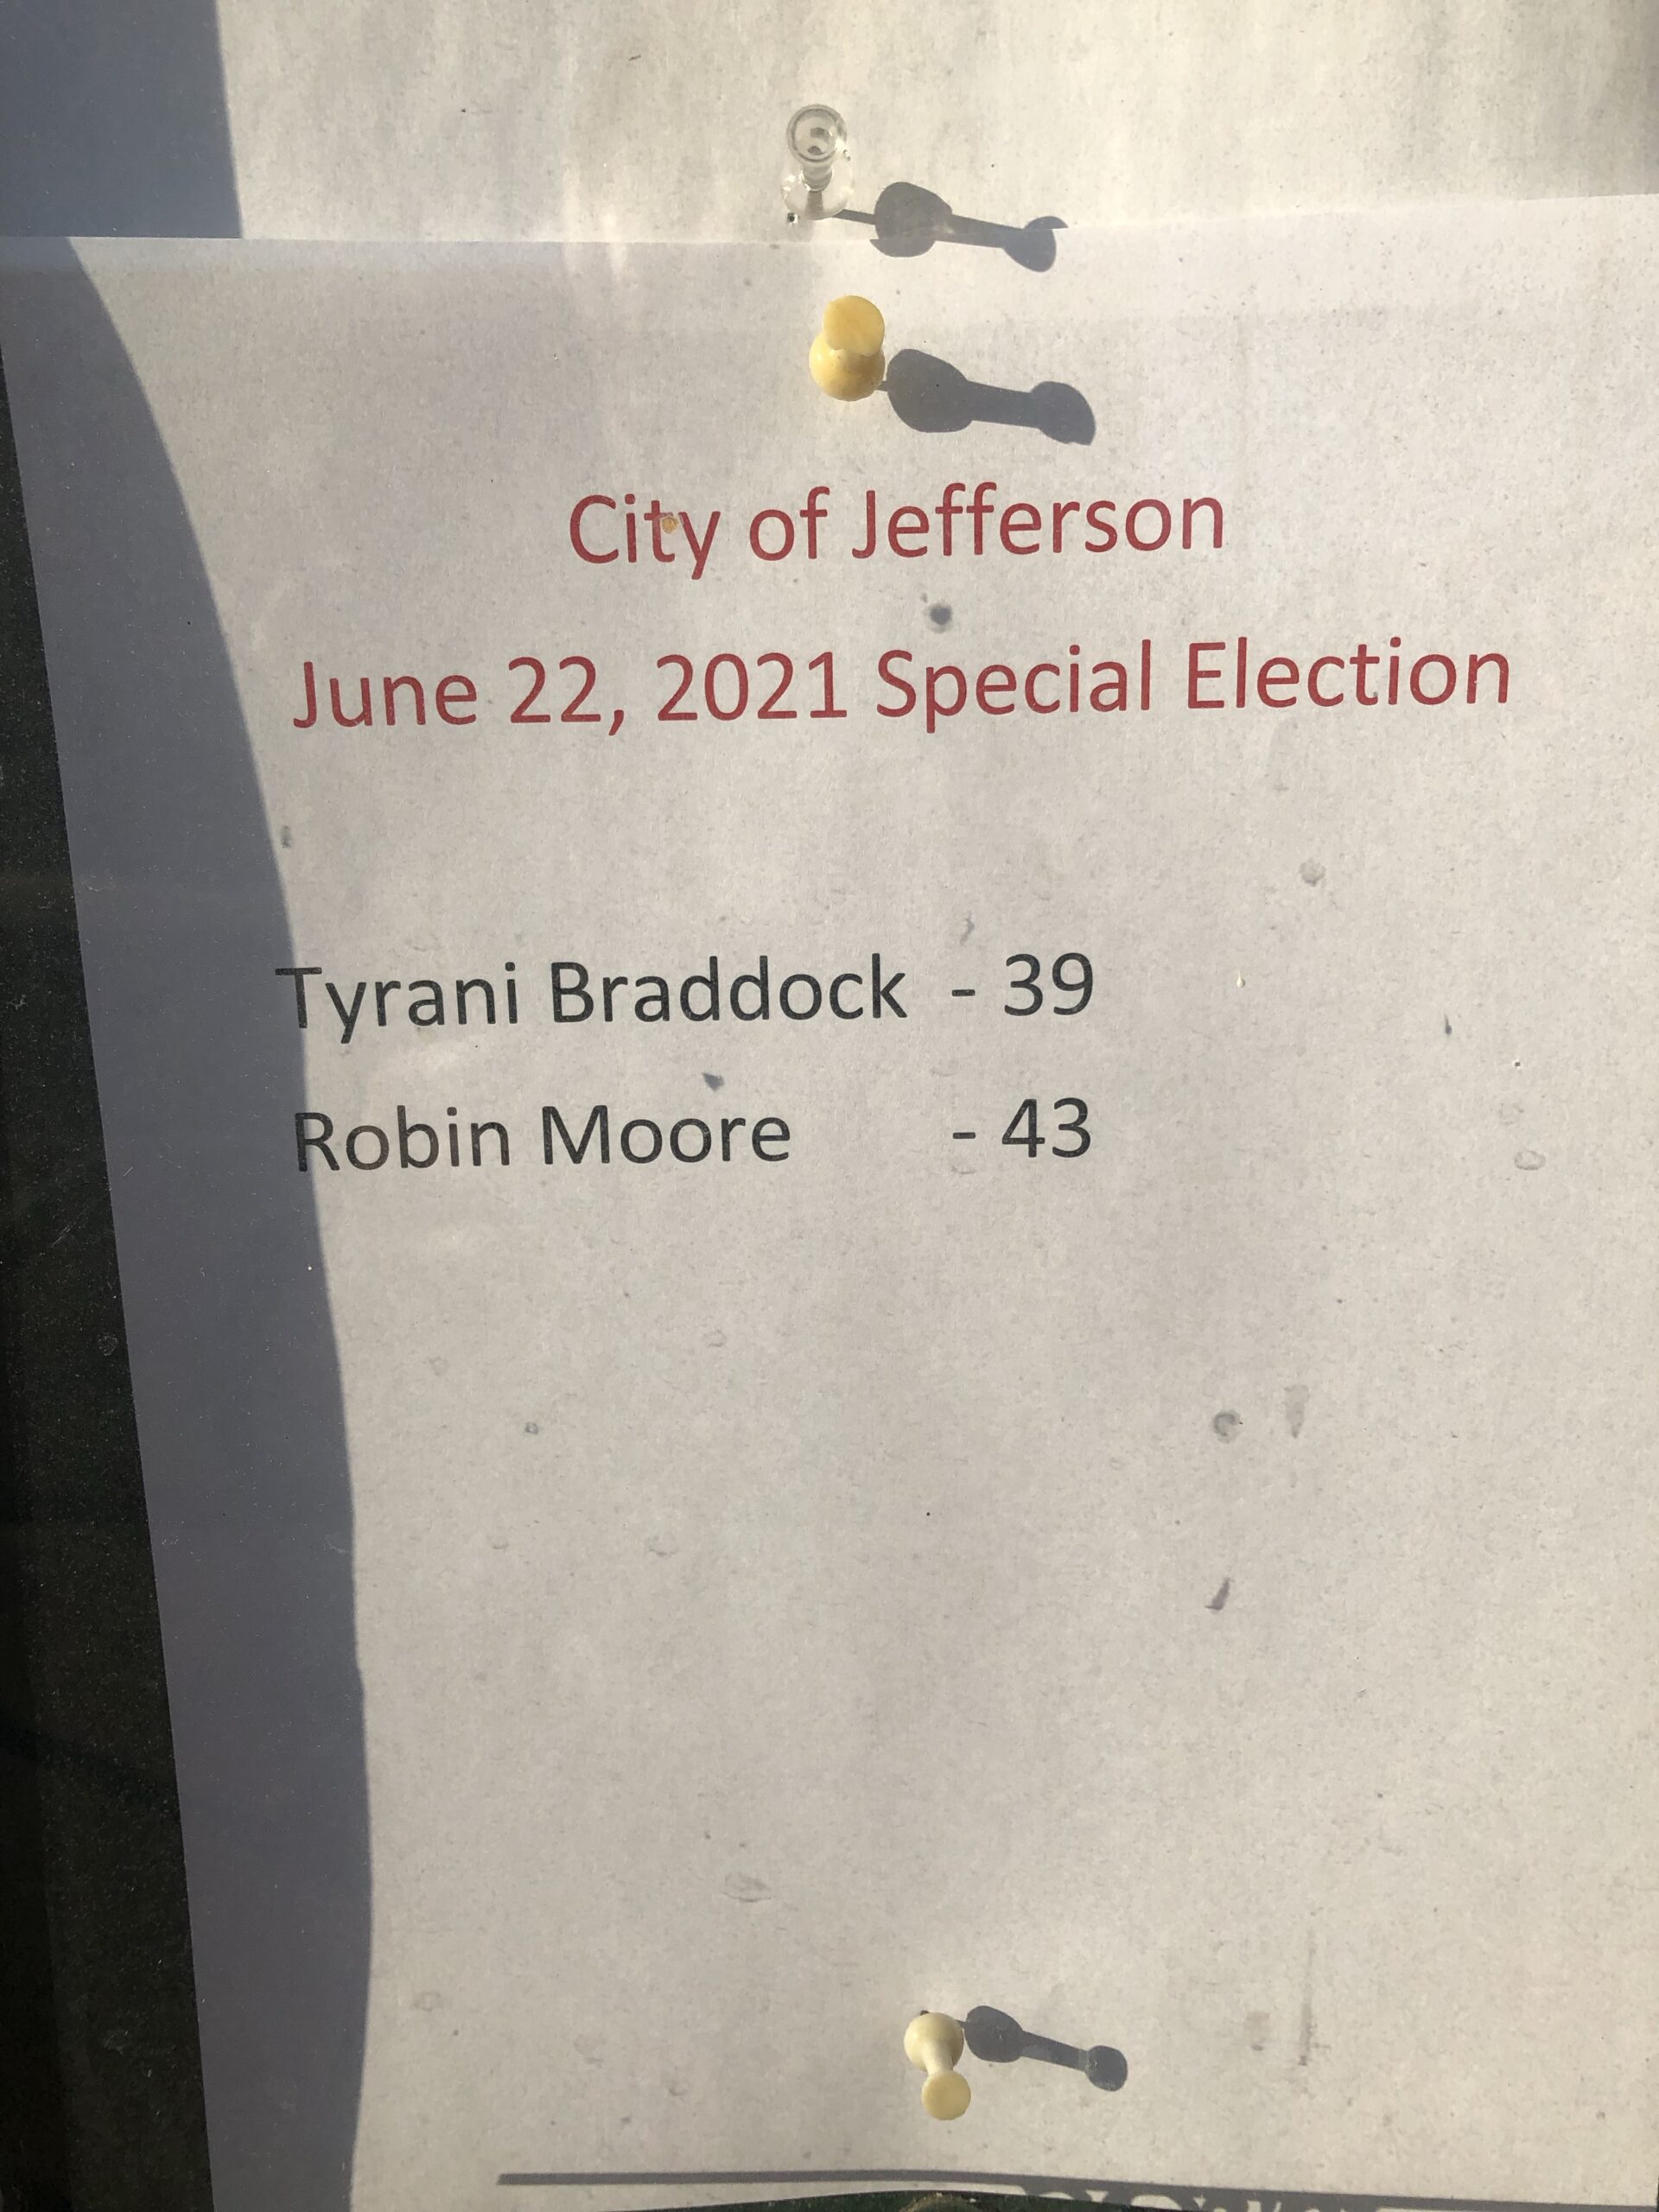 City of Jefferson
June 22, 2021 Special Election
Tyrani Braddock - 39
Robin Moore - 43